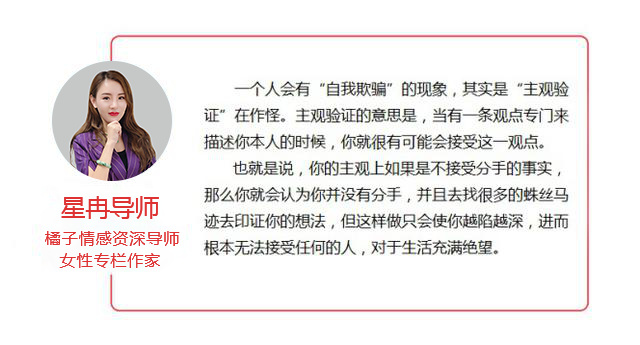 一个人会有“自我欺骗”的现象，其实是“主观验
证”在作怪。主观验证的意思是，当有一条观点专门来
描述你本人的时候，你就很有可能会接受这一观点。
也就是说，你的主观上如果是不接受分手的事实，
那么你就会认为你并没有分手，并且去找很多的蛛丝马
迹去印证你的想法，但这样做只会使你越陷越深，进而
根本无法接受任何的人，对于生活充满绝望。
星冉导师
橘子情感资深导师
女性专栏作家